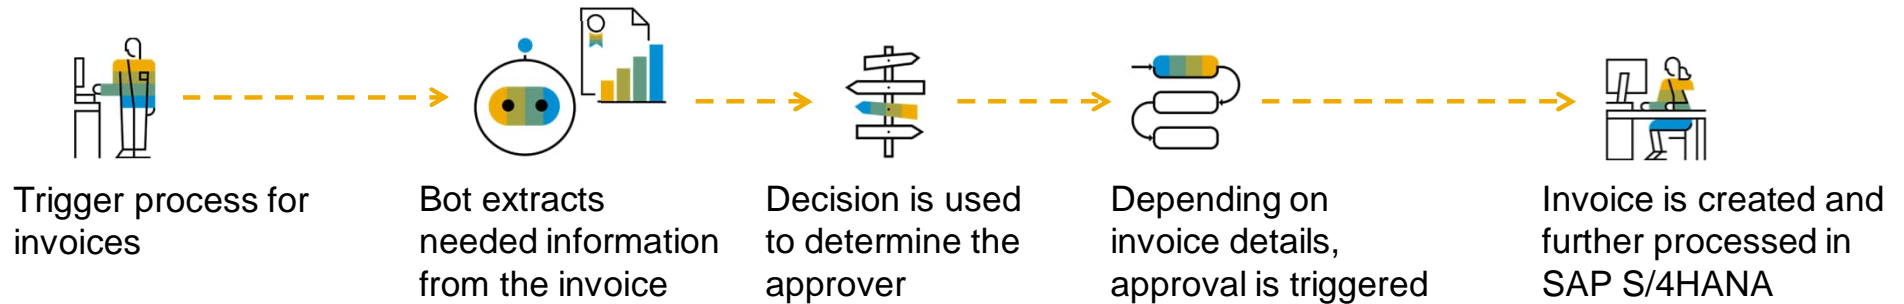 Trigger process for
invoices
Bot extracts
needed information
from the invoice
Decision is used
to determine the
approver
Depending on
invoice details,
approval is triggered
Invoice is created and
further processed in
SAP S/4HANA